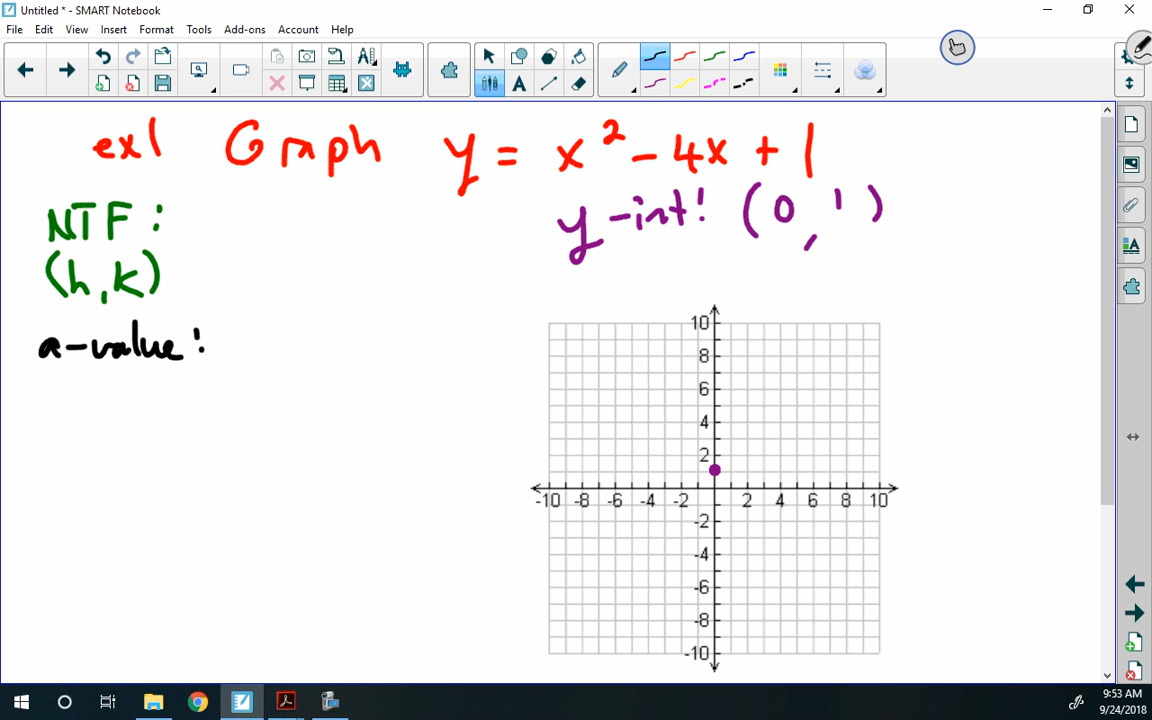 Untitled * - SMART Notebook
File Edit View Insert Format Tools Add-ons Account Help
ex1 Graph y = x² - 4x + 1
y-int: (0, 1)
NTF:
(h,k)
a-value:
10
8
6
4
2
-10 -8 -6 -4 -2 2 4 6 8 10
-2
-4
-6
-8
-10
9:53 AM
9/24/2018